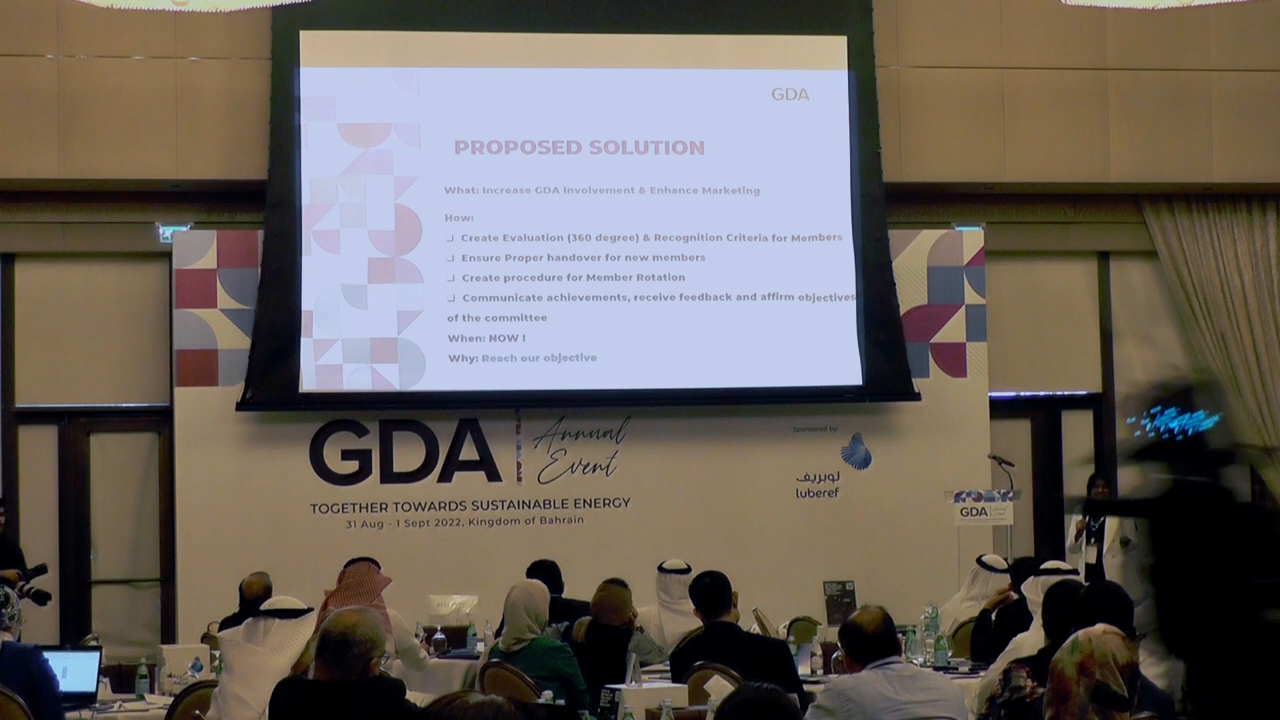 GDA
PROPOSED SOLUTION
What: Increase GDA Involvement & Enhance Marketing
How:
❑ Create Evaluation (360 degree) & Recognition Criteria for Members
❑ Ensure Proper handover for new members
❑ Create procedure for Member Rotation
❑ Communicate achievements, receive feedback and affirm objectives
of the committee
When: NOW !
Why: Reach our objective
GDA Annual
Event
TOGETHER TOWARDS SUSTAINABLE ENERGY
31 Aug - 1 Sept 2022, Kingdom of Bahrain
Sponsored by:
لوبريف
luberef
GDA